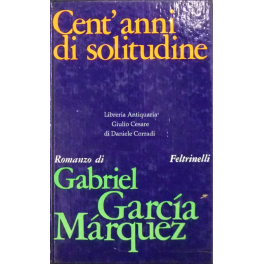 Cent'anni
di solitudine
Libreria Antiquaria
Giulio Cesare
di Daniele Corradi
Romanzo di Feltrinelli
Gabriel
García
Márquez